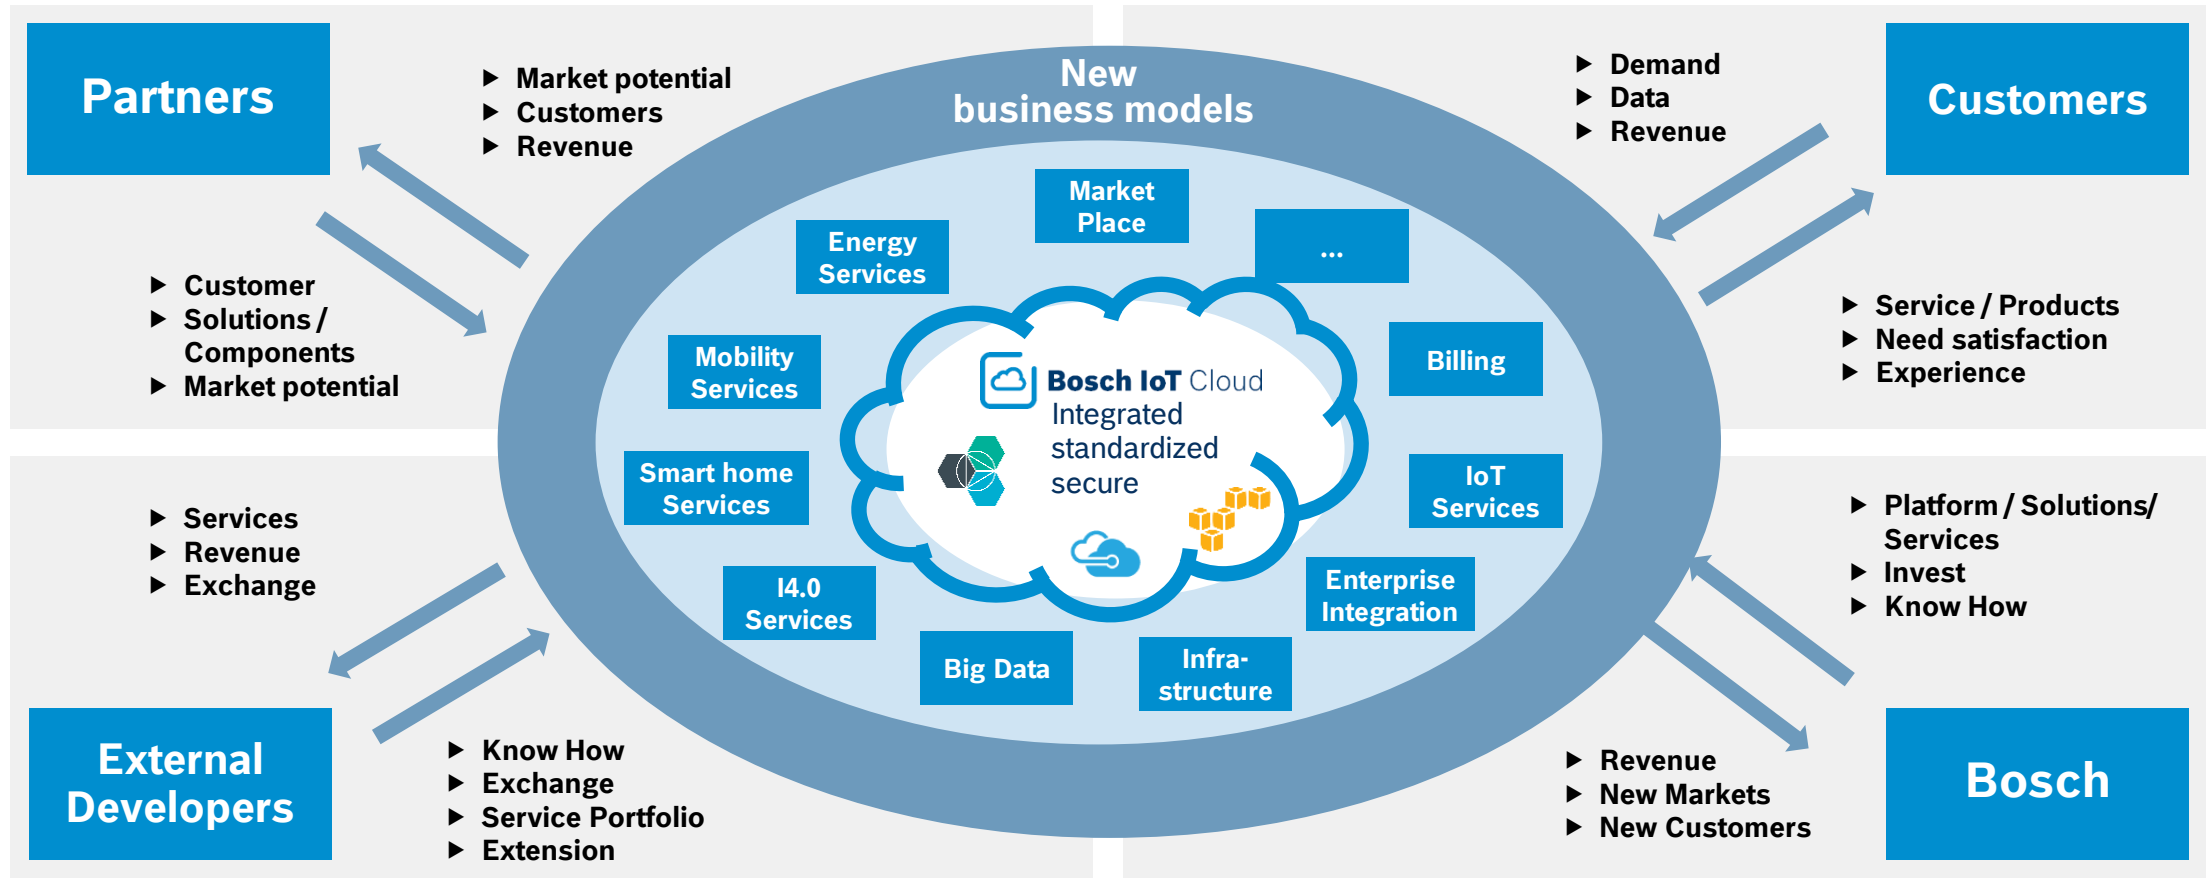 Partners
Market potential
Customers
Revenue
Customer
Solutions /
Components
Market potential
New
business models
Demand
Data
Revenue
Customers
Service / Products
Need satisfaction
Experience
Market
Place
Energy
Services
...
Mobility
Services
Billing
Bosch IoT Cloud
Integrated
standardized
secure
Smart home
Services
IoT
Services
I4.0
Services
Enterprise
Integration
Big Data
Infra-
structure
Services
Revenue
Exchange
External
Developers
Know How
Exchange
Service Portfolio
Extension
Platform / Solutions/
Services
Invest
Know How
Revenue
New Markets
New Customers
Bosch